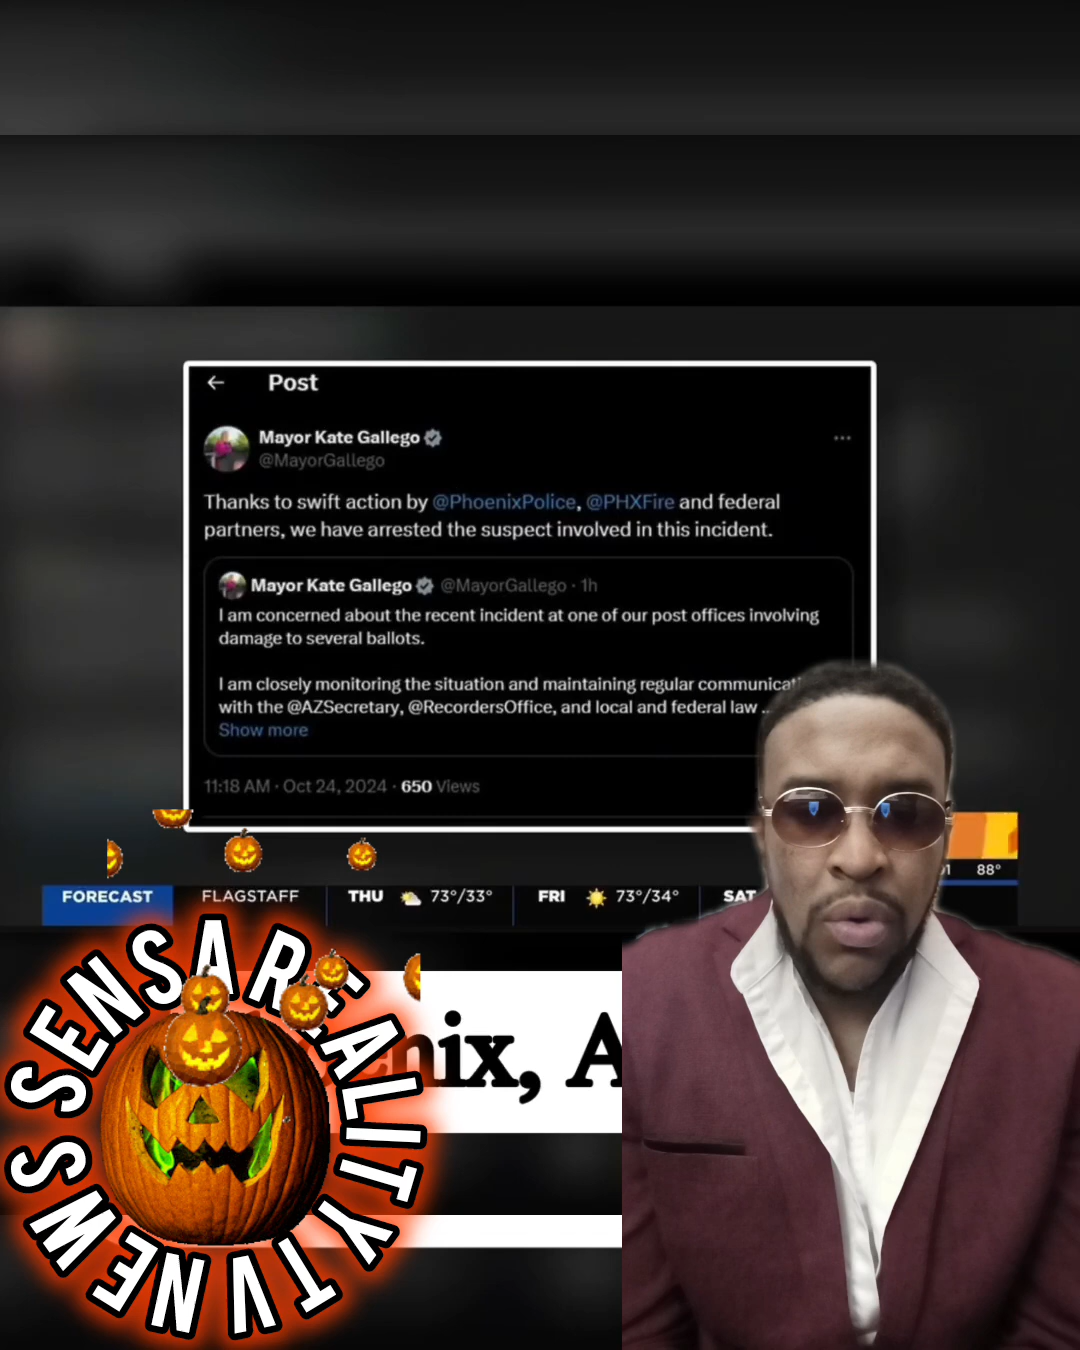 Post
Mayor Kate Gallego
@MayorGallego
Thanks to swift action by @PhoenixPolice, @PHXFire and federal
partners, we have arrested the suspect involved in this incident.
Mayor Kate Gallego @MayorGallego · 1h
I am concerned about the recent incident at one of our post offices involving
damage to several ballots.
I am closely monitoring the situation and maintaining regular
with the @AZSecretary, @RecordersOffice, and local and federal law ..
Show more
11:18 AM · Oct 24, 2024 · 650 Views
88°
FORECAST FLAGSTAFF THU 73°/33° FRI 73°/34° SAT
SENSAREALITY TV NEWS